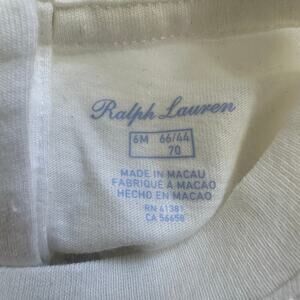 Ralph Lauren
6M 66/44
70
MADE IN MACAU
FABRIQUÉ À MACAO
HECHO EN MACAO
RN 41381
CA 56658